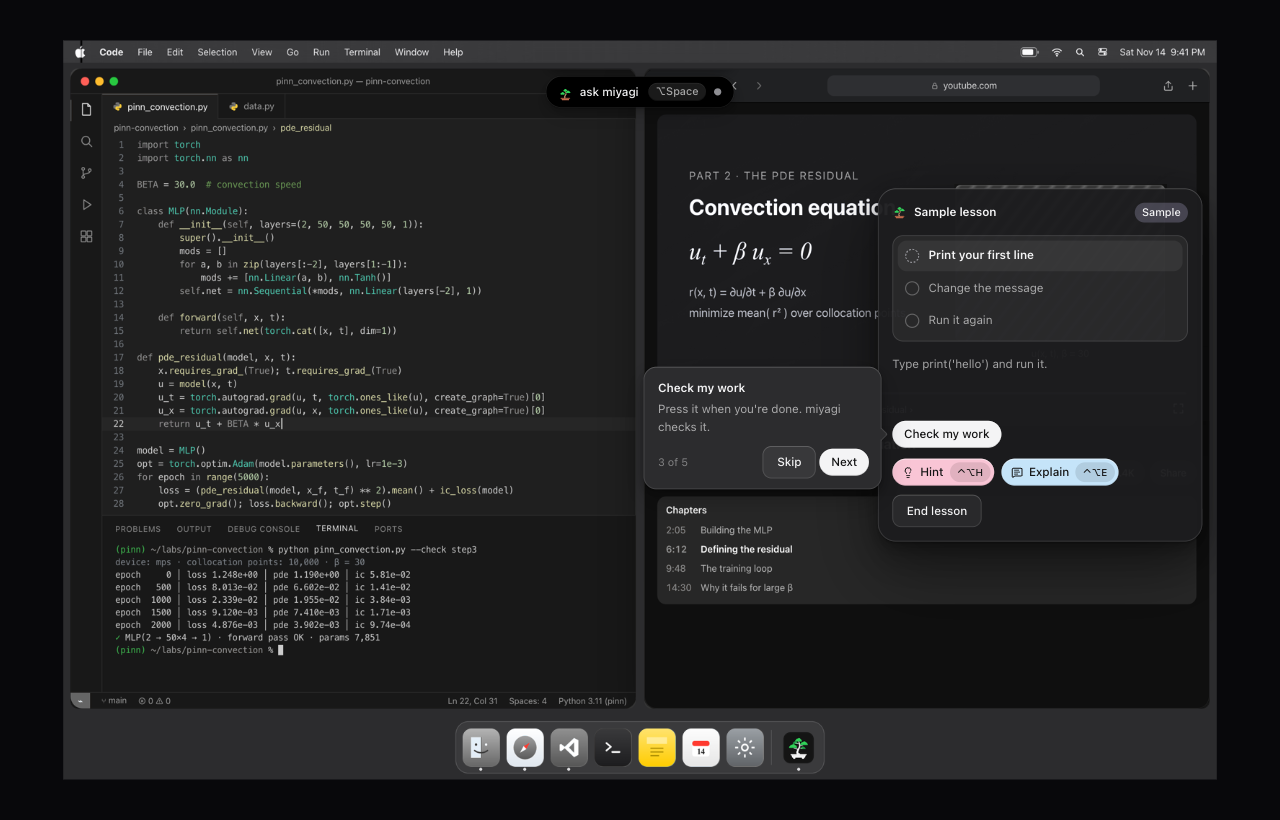 Code File Edit Selection View Go Run Terminal Window Help
Sat Nov 14 9:41 PM
pinn_convection.py — pinn-convection
ask miyagi ⌥Space
youtube.com
pinn_convection.py data.py
pinn-convection › pinn_convection.py › pde_residual
1 import torch
2 import torch.nn as nn
3
4 BETA = 30.0 # convection speed
5
6 class MLP(nn.Module):
7 def __init__(self, layers=(2, 50, 50, 50, 50, 1)):
8 super().__init__()
9 mods = []
10 for a, b in zip(layers[:-2], layers[1:-1]):
11 mods += [nn.Linear(a, b), nn.Tanh()]
12 self.net = nn.Sequential(*mods, nn.Linear(layers[-2], 1))
13
14 def forward(self, x, t):
15 return self.net(torch.cat([x, t], dim=1))
16
17 def pde_residual(model, x, t):
18 x.requires_grad_(True); t.requires_grad_(True)
19 u = model(x, t)
20 u_t = torch.autograd.grad(u, t, torch.ones_like(u), create_graph=True)[0]
21 u_x = torch.autograd.grad(u, x, torch.ones_like(u), create_graph=True)[0]
22 return u_t + BETA * u_x
23
24 model = MLP()
25 opt = torch.optim.Adam(model.parameters(), lr=1e-3)
26 for epoch in range(5000):
27 loss = (pde_residual(model, x_f, t_f) ** 2).mean() + ic_loss(model)
28 opt.zero_grad(); loss.backward(); opt.step()
PROBLEMS OUTPUT DEBUG CONSOLE TERMINAL PORTS
(pinn) ~/labs/pinn-convection % python pinn_convection.py --check step3
device: mps · collocation points: 10,000 · β = 30
epoch 0 | loss 1.248e+00 | pde 1.190e+00 | ic 5.81e-02
epoch 500 | loss 8.013e-02 | pde 6.602e-02 | ic 1.41e-02
epoch 1000 | loss 2.339e-02 | pde 1.955e-02 | ic 3.84e-03
epoch 1500 | loss 9.120e-03 | pde 7.410e-03 | ic 1.71e-03
epoch 2000 | loss 4.876e-03 | pde 3.902e-03 | ic 9.74e-04
✓ MLP(2 → 50×4 → 1) · forward pass OK · params 7,851
(pinn) ~/labs/pinn-convection %
main 0 0 Ln 22, Col 31 Spaces: 4 Python 3.11 (pinn)
PART 2 · THE PDE RESIDUAL
Convection equation
u_t + β u_x = 0
r(x, t) = ∂u/∂t + β ∂u/∂x
minimize mean( r² ) over collocation
Sample lesson Sample
Print your first line
Change the message
Run it again
Type print('hello') and run it.
Check my work
Hint ^⌥H Explain ^⌥E
End lesson
Check my work
Press it when you're done. miyagi
checks it.
3 of 5 Skip Next
Chapters
2:05 Building the MLP
6:12 Defining the residual
9:48 The training loop
14:30 Why it fails for large β
14